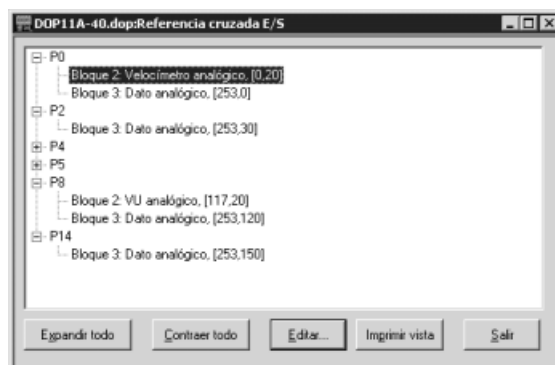 DOP11A-40.dop:Referencia cruzada E/S
P0
Bloque 2: Velocímetro analógico, [0,20]
Bloque 3: Dato analógico, [253,0]
P2
Bloque 3: Dato analógico, [253,30]
P4
P5
P8
Bloque 2: VU analógico, [117,20]
Bloque 3: Dato analógico, [253,120]
P14
Bloque 3: Dato analógico, [253,150]
Expandir todo Contraer todo Editar... Imprimir vista Salir